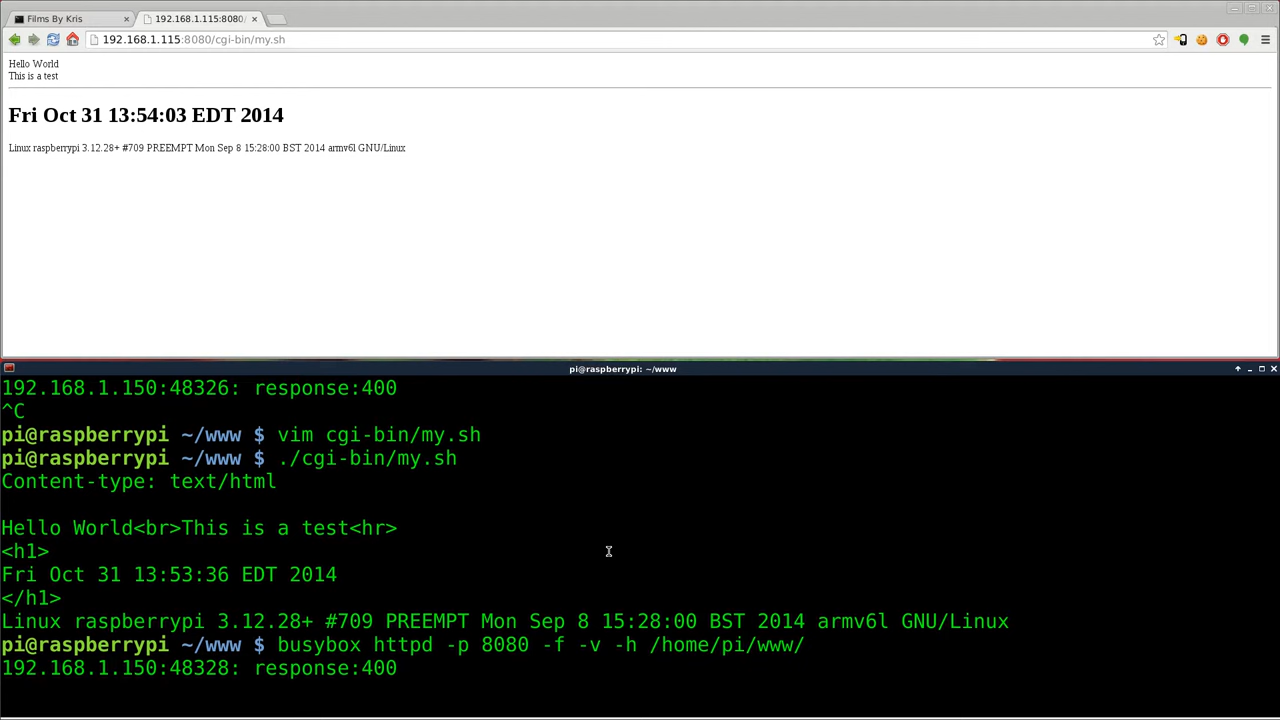 Films By Kris
192.168.1.115:8080/
192.168.1.115:8080/cgi-bin/my.sh
Hello World
This is a test
Fri Oct 31 13:54:03 EDT 2014
Linux raspberrypi 3.12.28+ #709 PREEMPT Mon Sep 8 15:28:00 BST 2014 armv6l GNU/Linux
pi@raspberrypi: ~/www
192.168.1.150:48326: response:400
^C
pi@raspberrypi ~/www $ vim cgi-bin/my.sh
pi@raspberrypi ~/www $ ./cgi-bin/my.sh
Content-type: text/html
Hello World<br>This is a test<hr>
<h1>
Fri Oct 31 13:53:36 EDT 2014
</h1>
Linux raspberrypi 3.12.28+ #709 PREEMPT Mon Sep 8 15:28:00 BST 2014 armv6l GNU/Linux
pi@raspberrypi ~/www $ busybox httpd -p 8080 -f -v -h /home/pi/www/
192.168.1.150:48328: response:400